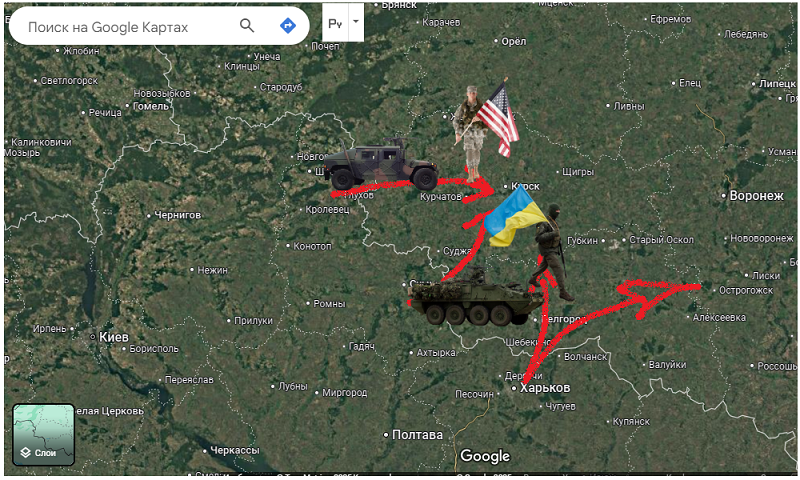 Брянск
Мценск
Поиск на Google Картах
Ру
Карачев
Ефремов
Лебедянь
Почеп
Орёл
Жлобин
Унеча
Клинцы
Светлогорск
Стародуб
Елец
Липецк
Новозыбков
Гомель
Речица
Ливны
Калинковичи
Мозырь
Усмань
Щигры
Курск
Глухов
Курчатов
Воронеж
Кролевец
Чернигов
Губкин
Старый Оскол
Нововоронеж
Конотоп
Суджа
Нежин
Лиски
Острогожск
Ромны
Прилуки
Белгород
Алексеевка
Ирпень
Киев
Борисполь
Гадяч
Ахтырка
Шебекино
Волчанск
Валуйки
Россошь
Переяслав
Дергачи
Лубны
Миргород
Песочин
Харьков
Чугуев
Белая Церковь
Купянск
Полтава
Слои
Черкассы
Google